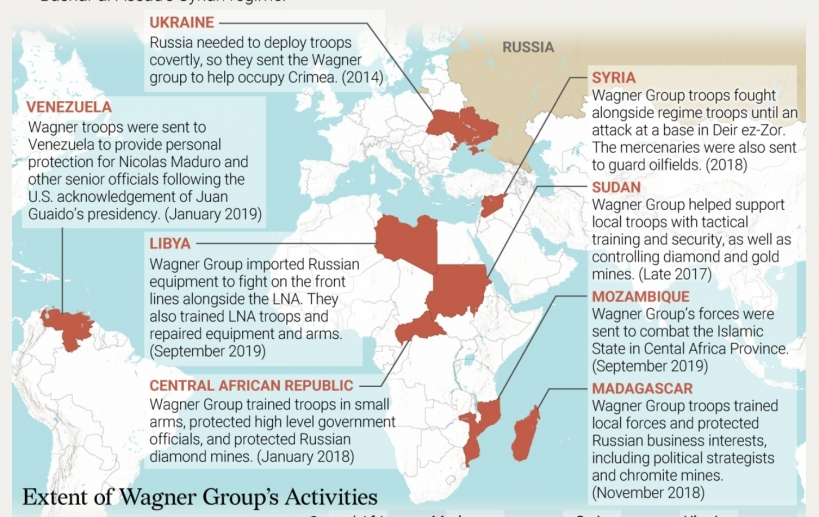 UKRAINE
Russia needed to deploy troops
covertly, so they sent the Wagner
group to help occupy Crimea. (2014)
RUSSIA
SYRIA
Wagner Group troops fought
alongside regime troops until an
attack at a base in Deir ez-Zor.
The mercenaries were also sent
to guard oilfields. (2018)
VENEZUELA
Wagner troops were sent to
Venezuela to provide personal
protection for Nicolas Maduro and
other senior officials following the
U.S. acknowledgement of Juan
Guaido's presidency. (January 2019)
SUDAN
Wagner Group helped support
local troops with tactical
training and security, as well as
controlling diamond and gold
mines. (Late 2017)
LIBYA
Wagner Group imported Russian
equipment to fight on the front
lines alongside the LNA. They
also trained LNA troops and
repaired equipment and arms.
(September 2019)
MOZAMBIQUE
Wagner Group's forces were
sent to combat the Islamic
State in Cental Africa Province.
(September 2019)
CENTRAL AFRICAN REPUBLIC
Wagner Group trained troops in small
arms, protected high level government
officials, and protected Russian
diamond mines. (January 2018)
MADAGASCAR
Wagner Group troops trained
local forces and protected
Russian business interests,
including political strategists
and chromite mines.
(November 2018)
Extent of Wagner Group's Activities